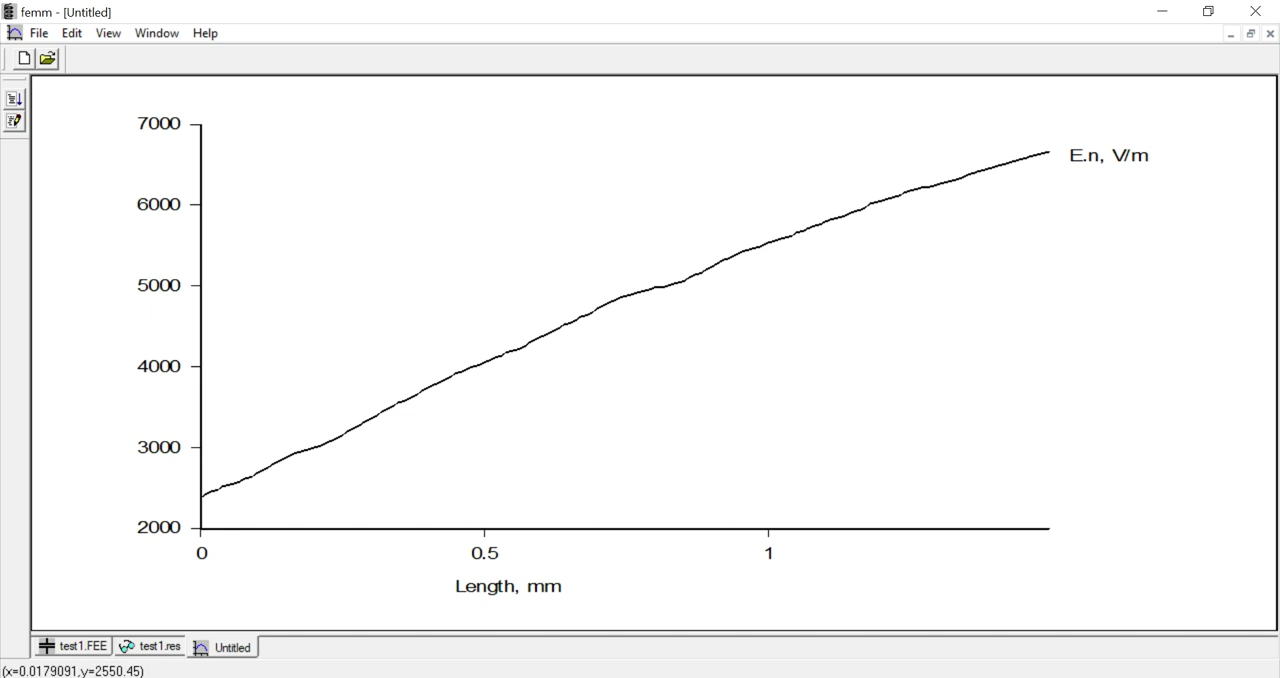 femm - [Untitled]
File Edit View Window Help
7000
6000
5000
4000
3000
2000
E.n, V/m
0 0.5 1
Length, mm
test1.FEE test1.res Untitled
(x=0.0179091,y=2550.45)